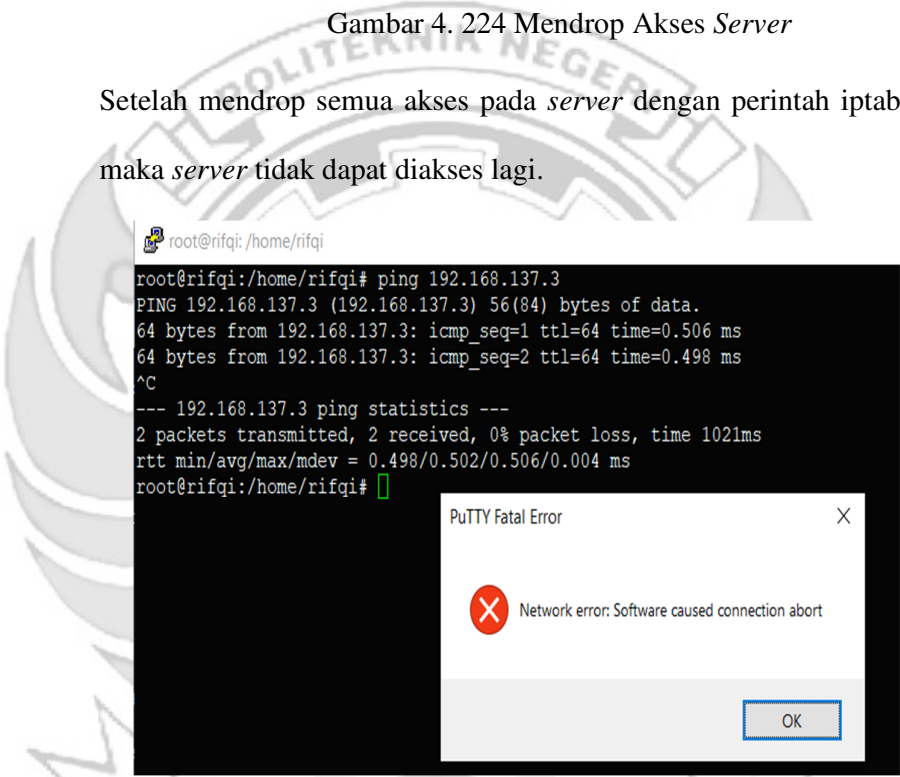 Gambar 4. 224 Mendrop Akses Server
POLITEKNIK NEGERI
Setelah mendrop semua akses pada server dengan perintah iptab
maka server tidak dapat diakses lagi.
root@rifqi: /home/rifqi
root@rifqi:/home/rifqi# ping 192.168.137.3
PING 192.168.137.3 (192.168.137.3) 56(84) bytes of data.
64 bytes from 192.168.137.3: icmp_seq=1 ttl=64 time=0.506 ms
64 bytes from 192.168.137.3: icmp_seq=2 ttl=64 time=0.498 ms
^C
--- 192.168.137.3 ping statistics ---
2 packets transmitted, 2 received, 0% packet loss, time 1021ms
rtt min/avg/max/mdev = 0.498/0.502/0.506/0.004 ms
root@rifqi:/home/rifqi#
PuTTY Fatal Error
Network error: Software caused connection abort
OK